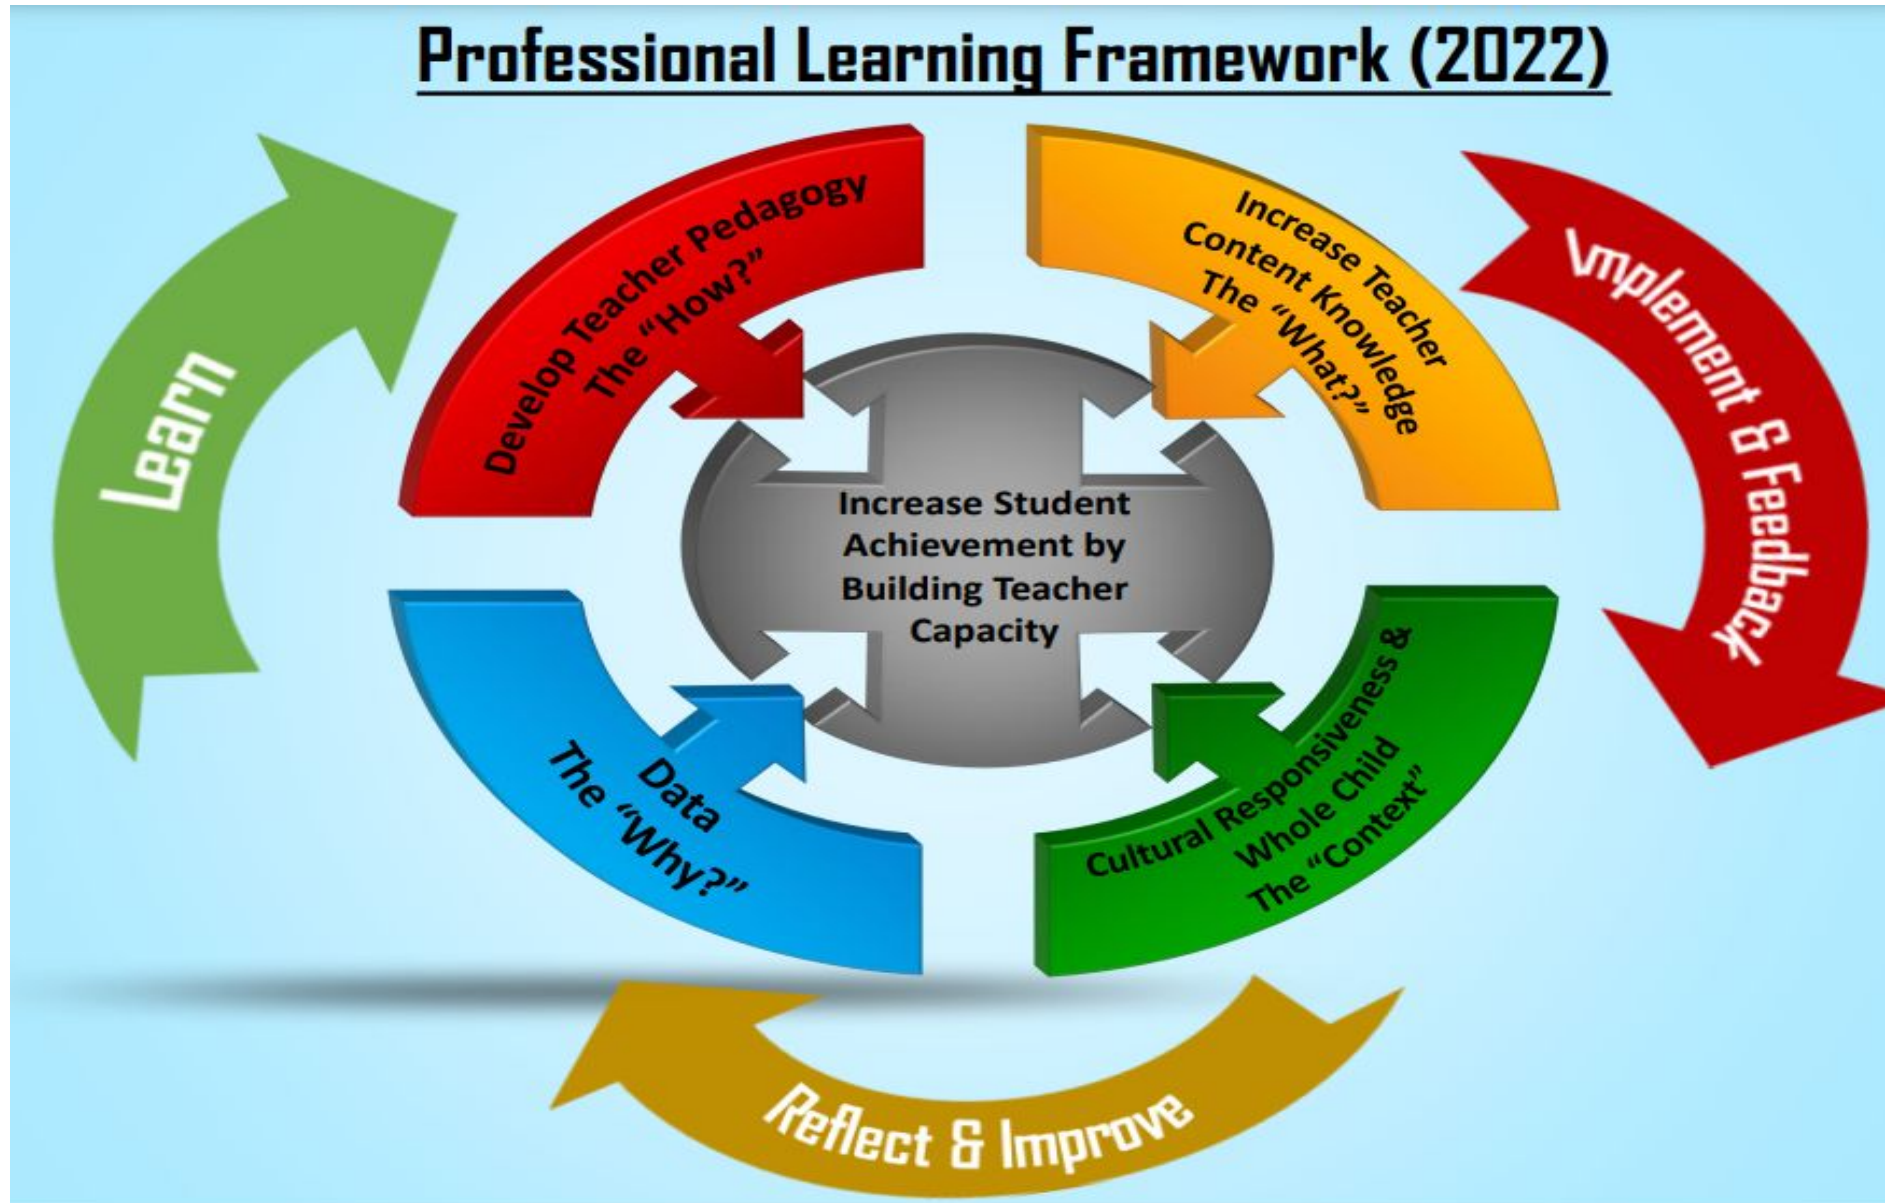 Professional Learning Framework (2022)
Learn
Develop Teacher Pedagogy
The “How?”
Increase Teacher
Content Knowledge
The “What?”
Implement & Feedback
Increase Student
Achievement by
Building Teacher
Capacity
Data
The “Why?”
Cultural Responsiveness &
Whole Child
The “Context”
Reflect & Improve